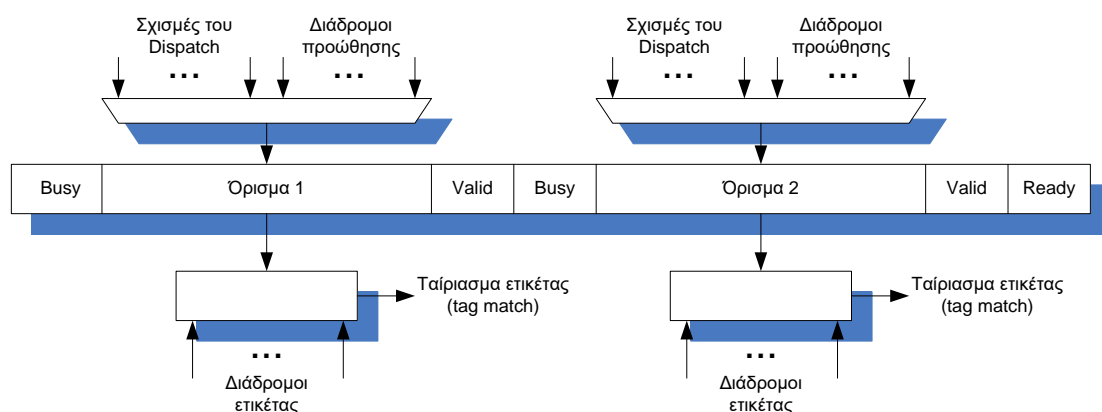 Σχισμές του
Dispatch
...
Διάδρομοι
προώθησης
...
Σχισμές του
Dispatch
...
Διάδρομοι
προώθησης
...
Busy Όρισμα 1 Valid Busy Όρισμα 2 Valid Ready
Ταίριασμα ετικέτας
(tag match)
Ταίριασμα ετικέτας
(tag match)
...
Διάδρομοι
ετικέτας
...
Διάδρομοι
ετικέτας